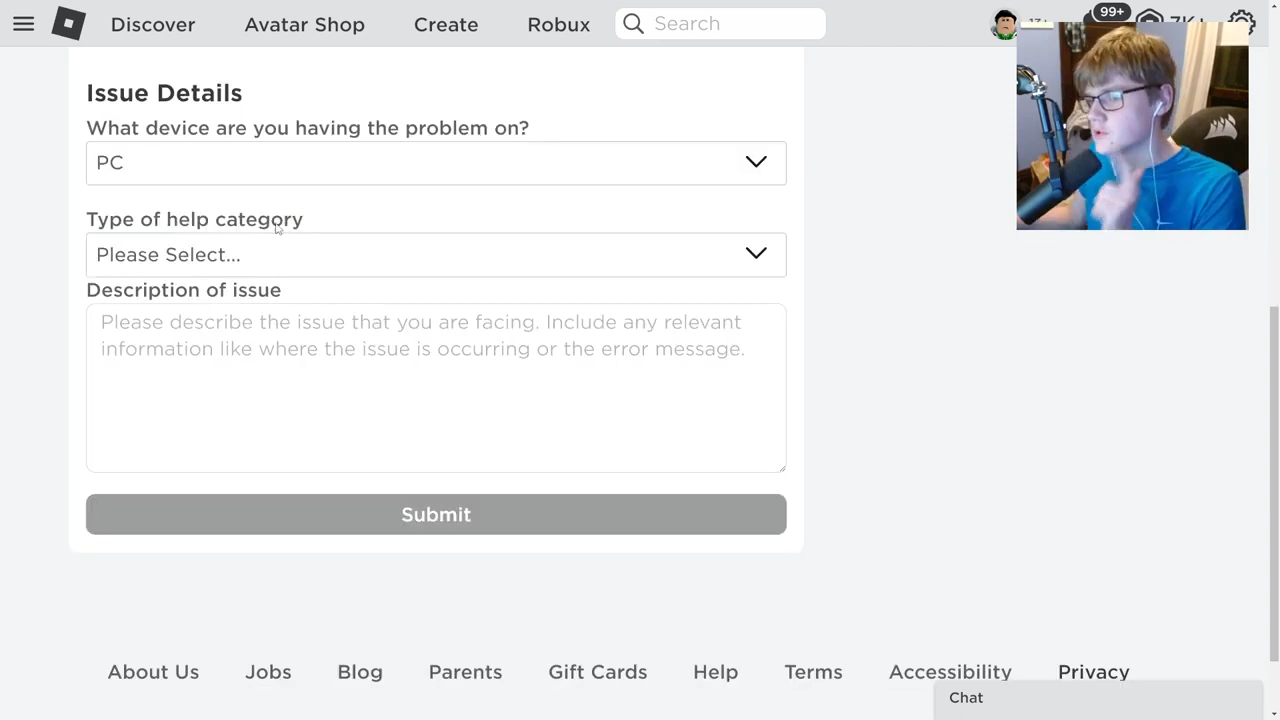 Discover
Avatar Shop
Create
Robux
Search
13+
99+
Issue Details
What device are you having the problem on?
PC
Type of help category
Please Select...
Description of issue
Please describe the issue that you are facing. Include any relevant
information like where the issue is occurring or the error message.
Submit
About Us
Jobs
Blog
Parents
Gift Cards
Help
Terms
Accessibility
Privacy
Chat